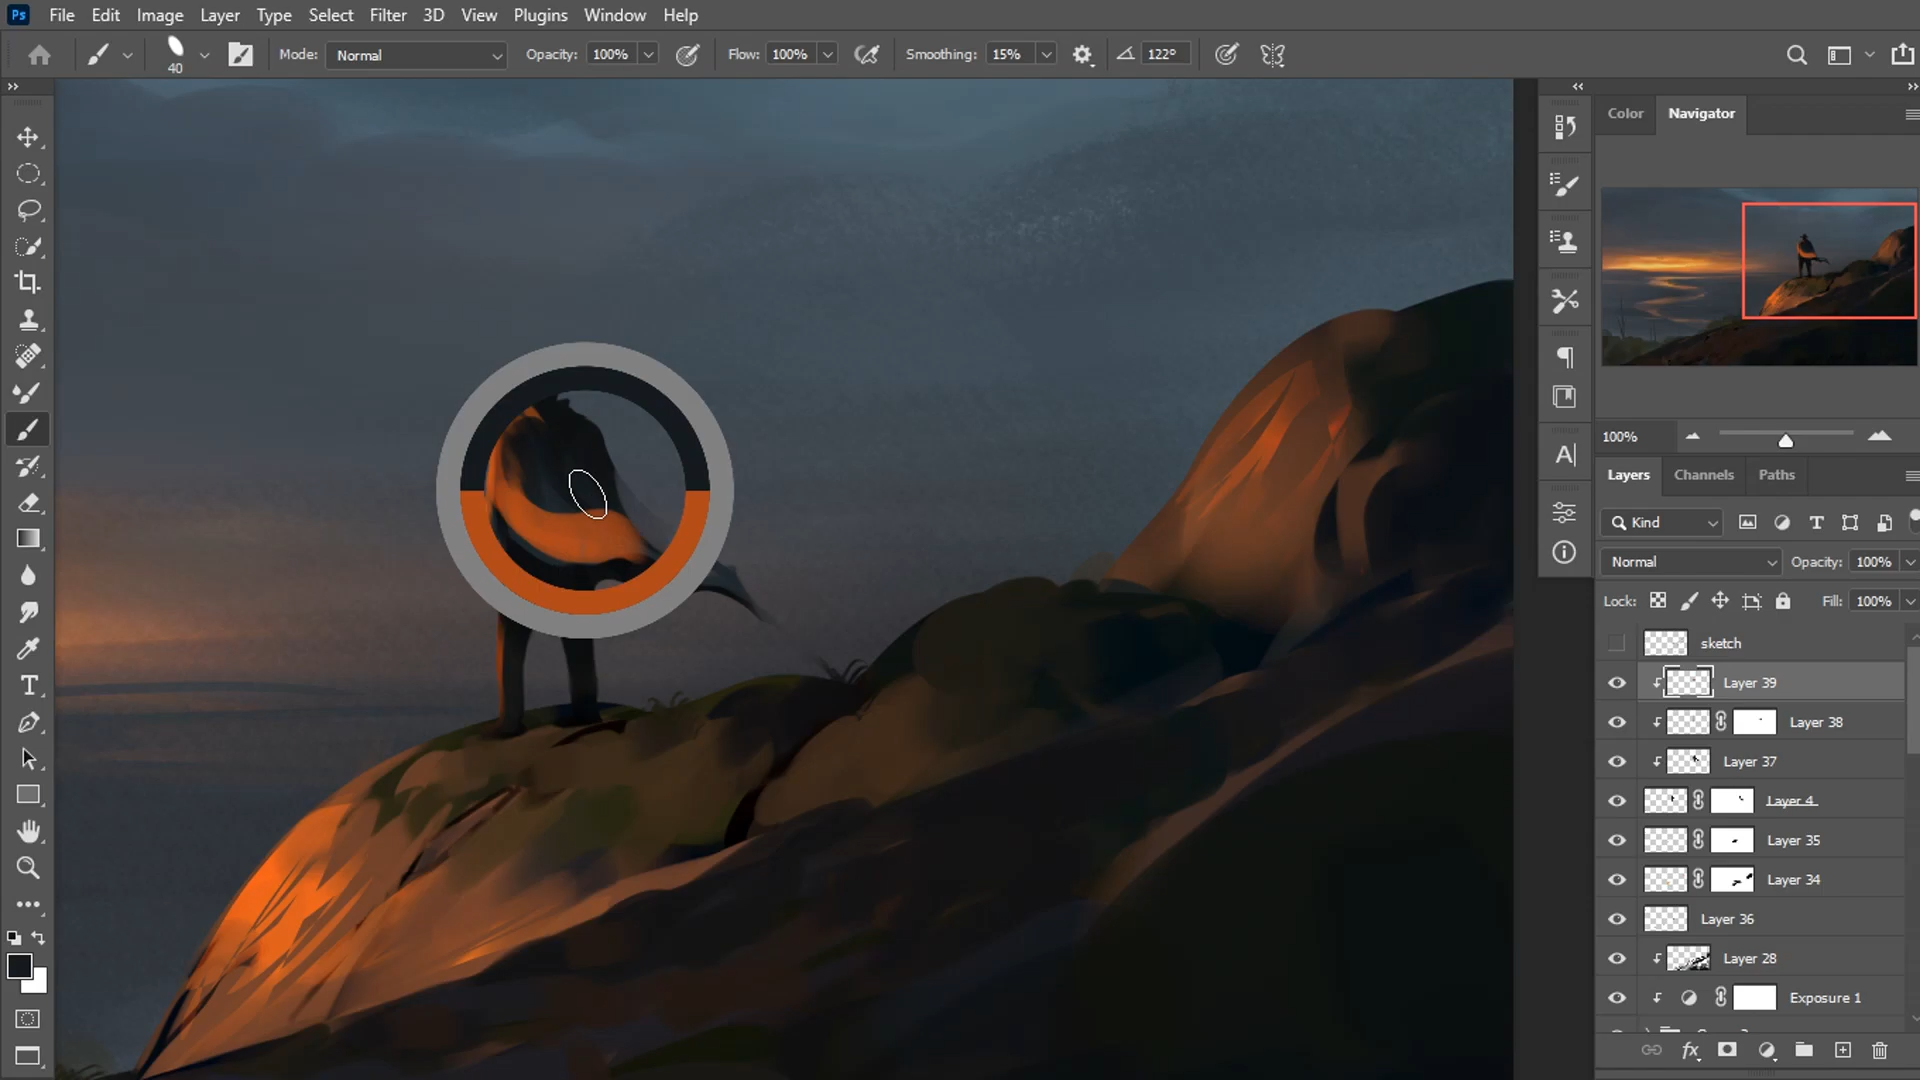 Ps File Edit Image Layer Type Select Filter 3D View Plugins Window Help
40 Mode: Normal Opacity: 100% Flow: 100% Smoothing: 15% 122°
Color Navigator
100%
Layers Channels Paths
Kind
Normal Opacity: 100%
Lock: Fill: 100%
sketch
Layer 39
Layer 38
Layer 37
Layer 4
Layer 35
Layer 34
Layer 36
Layer 28
Exposure 1
fx